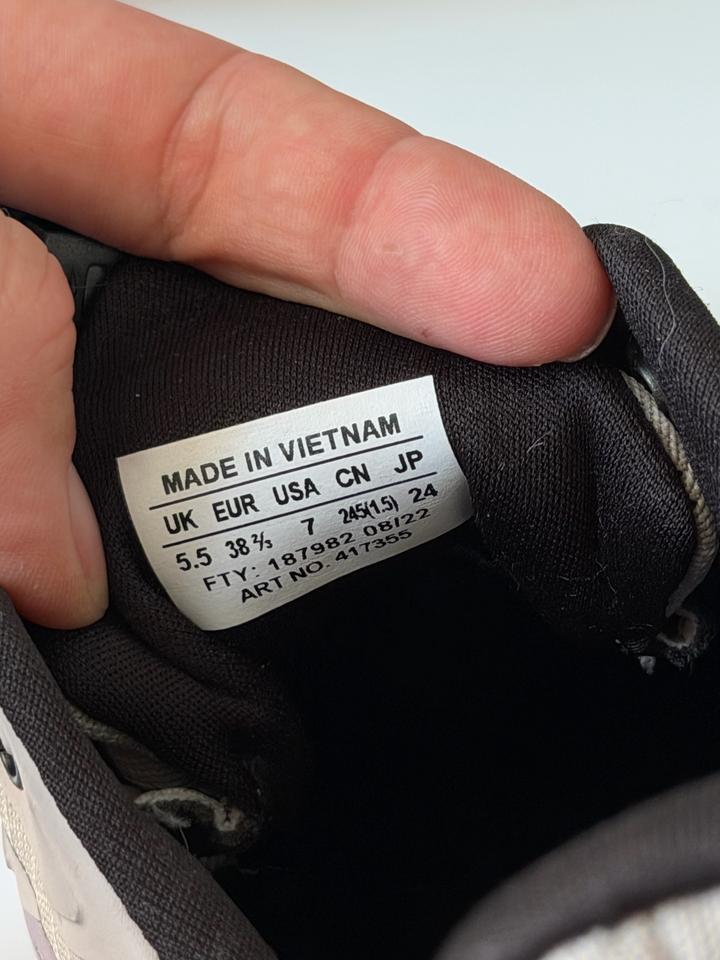 MADE IN VIETNAM
UK EUR USA CN JP
5.5 38⅔ 7 245(1.5) 24
FTY: 187982 08/22
ART NO. 417355